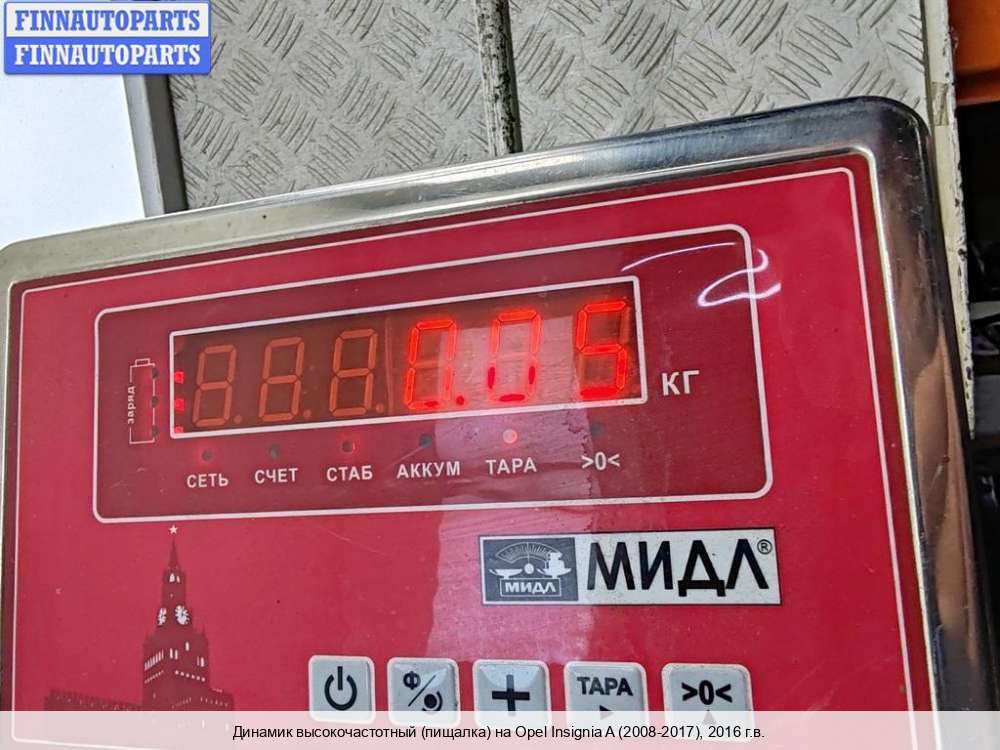 FINNAUTOPARTS
FINNAUTOPARTS
0.05
КГ
заряд
СЕТЬ СЧЕТ СТАБ АККУМ ТАРА >0<
МИДЛ МИДЛ®
Ф + ТАРА >0<
Динамик высокочастотный (пищалка) на Opel Insignia A (2008-2017), 2016 г.в.